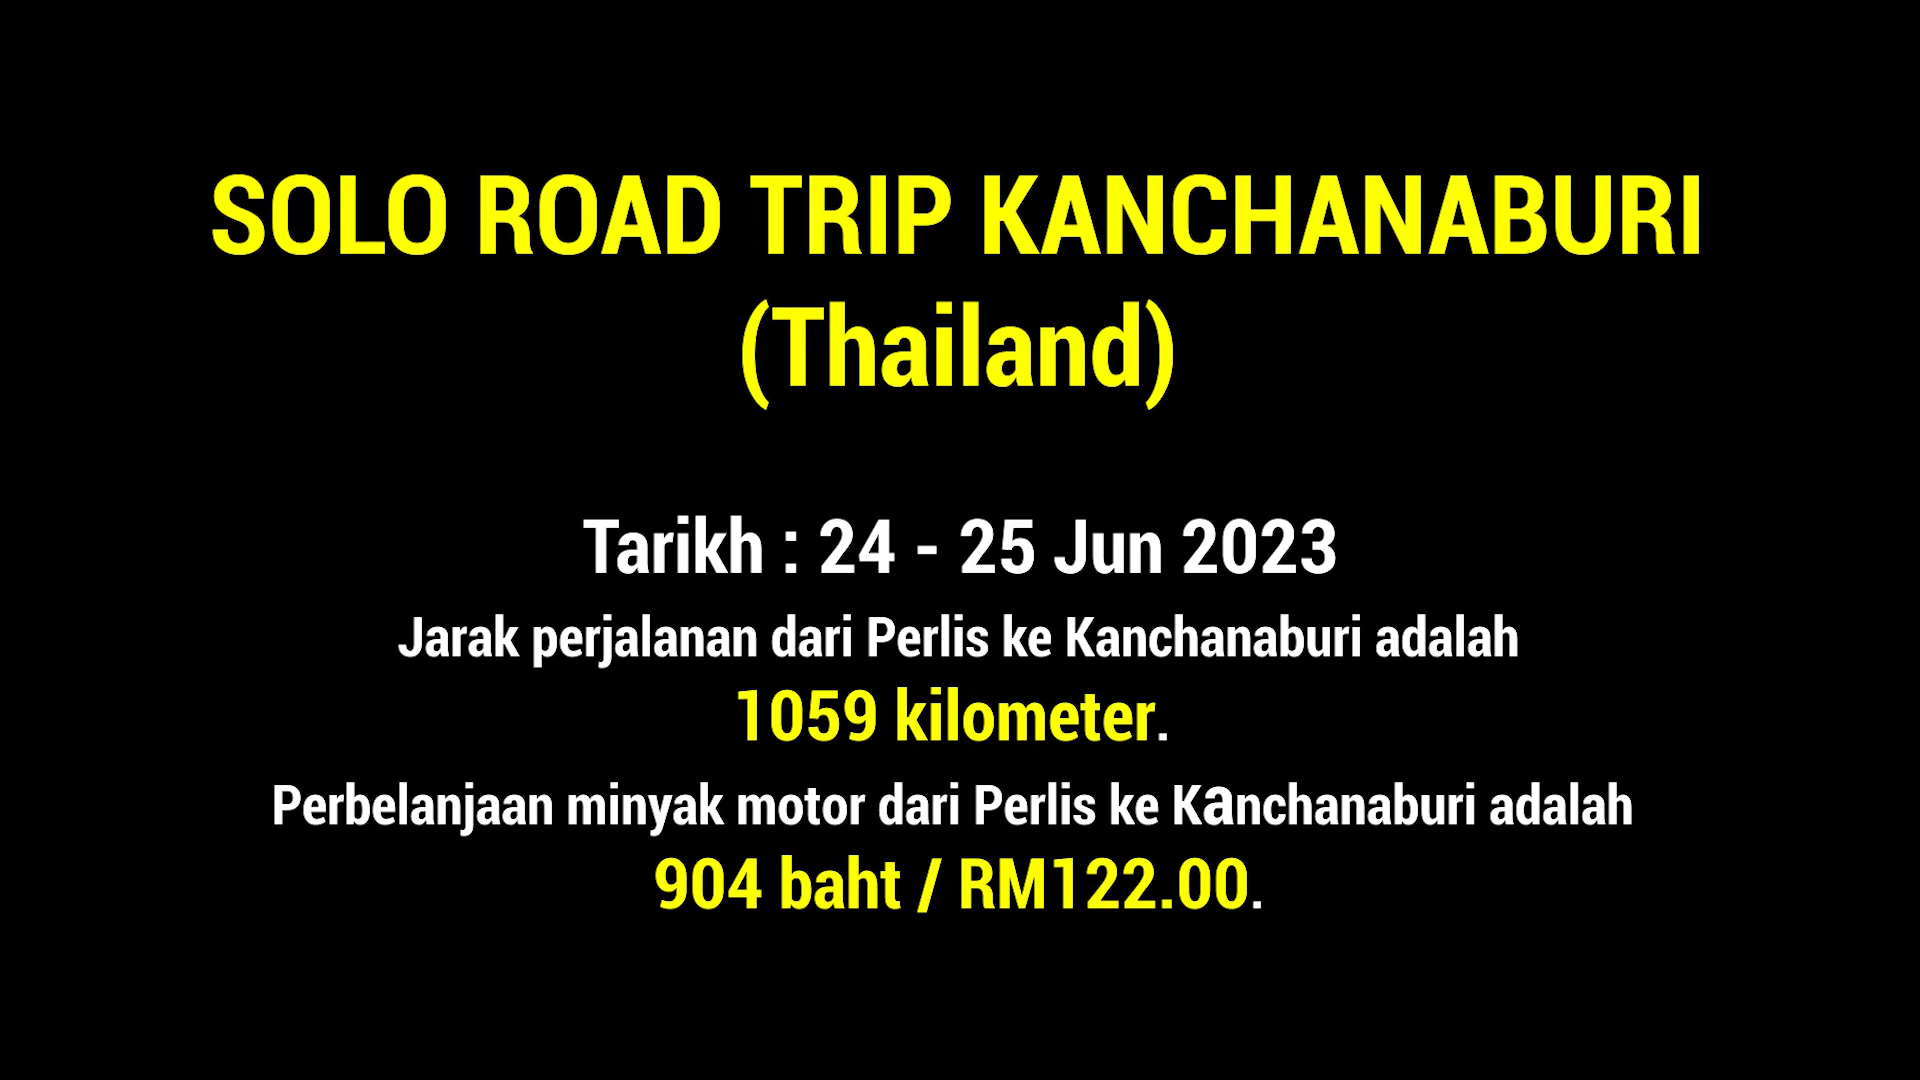 SOLO ROAD TRIP KANCHANABURI
(Thailand)
Tarikh : 24 - 25 Jun 2023
Jarak perjalanan dari Perlis ke Kanchanaburi adalah
1059 kilometer.
Perbelanjaan minyak motor dari Perlis ke Kanchanaburi adalah
904 baht / RM122.00.